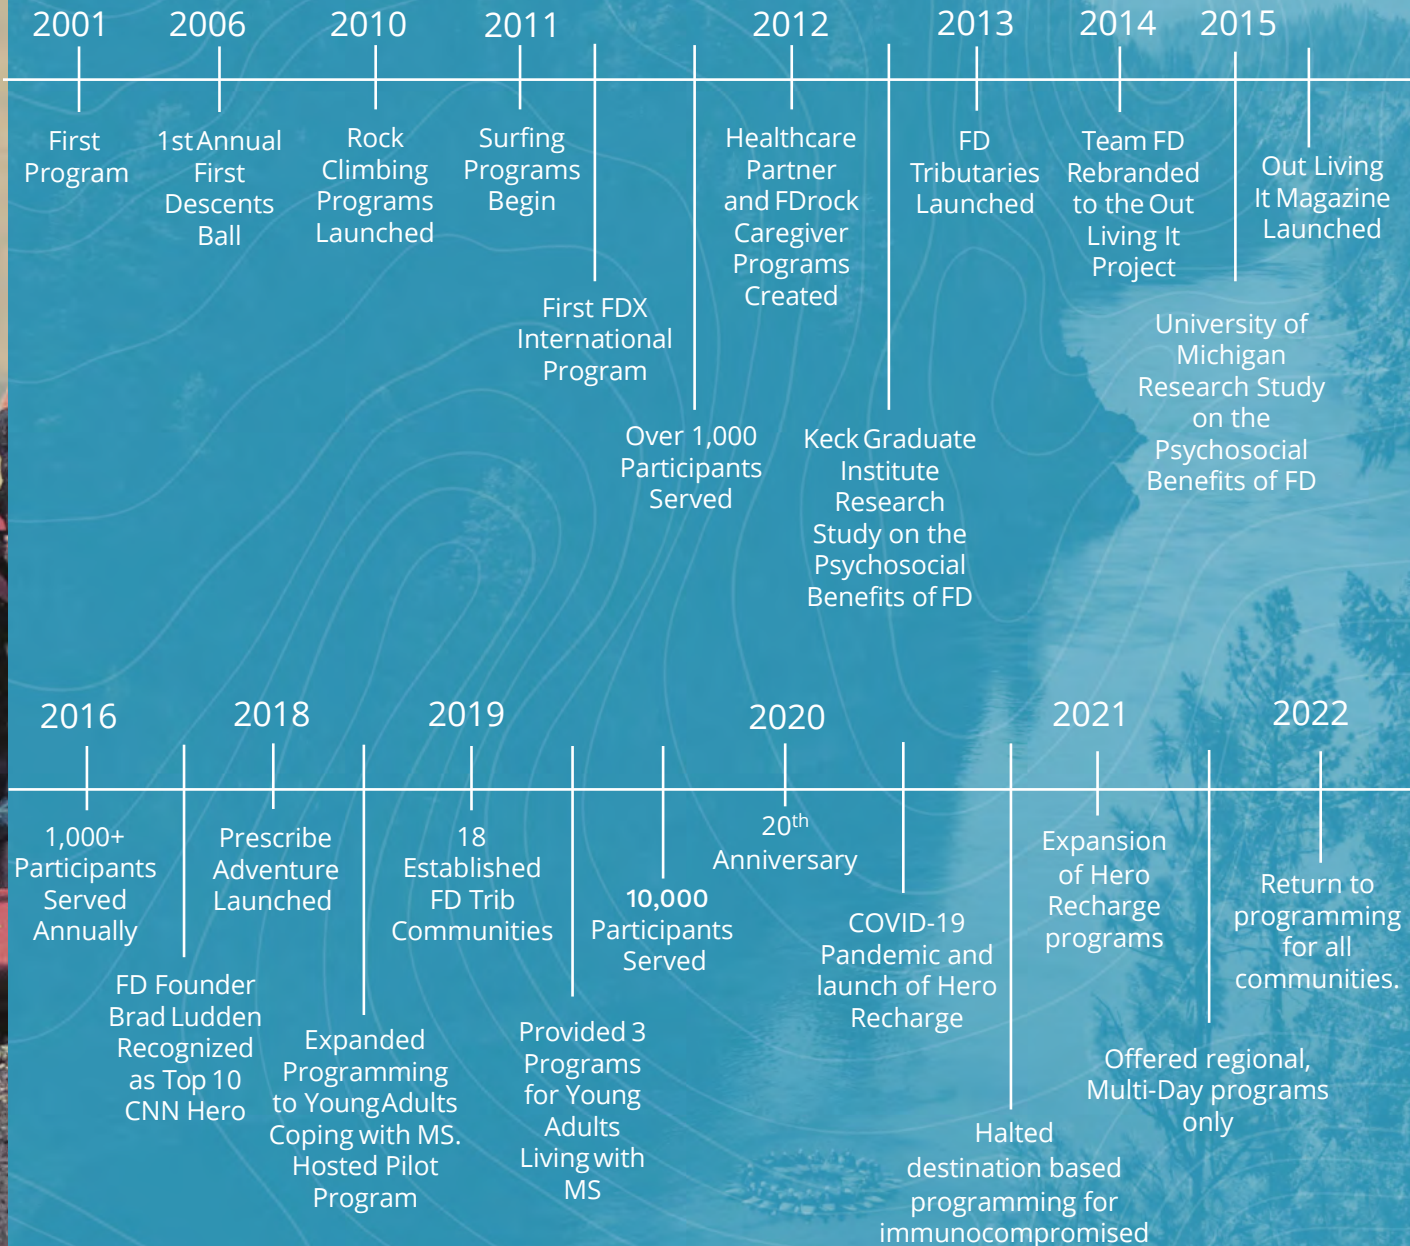 2001
First
Program
2006
1st Annual
First
Descents
Ball
2010
Rock
Climbing
Programs
Launched
2011
Surfing
Programs
Begin
First FDX
International
Program
Over 1,000
Participants
Served
2012
Healthcare
Partner
and FDrock
Caregiver
Programs
Created
Keck Graduate
Institute
Research
Study on the
Psychosocial
Benefits of FD
2013
FD
Tributaries
Launched
2014
Team FD
Rebranded
to the Out
Living It
Project
2015
University of
Michigan
Research Study
on the
Psychosocial
Benefits of FD
Out Living
It Magazine
Launched
2016
1,000+
Participants
Served
Annually
FD Founder
Brad Ludden
Recognized
as Top 10
CNN Hero
2018
Prescribe
Adventure
Launched
Expanded
Programming
to Young Adults
Coping with MS.
Hosted Pilot
Program
2019
18
Established
FD Trib
Communities
Provided 3
Programs
for Young
Adults
Living with
MS
10,000
Participants
Served
2020
20th
Anniversary
COVID-19
Pandemic and
launch of Hero
Recharge
Halted
destination based
programming for
immunocompromised
2021
Expansion
of Hero
Recharge
programs
Offered regional,
Multi-Day programs
only
2022
Return to
programming
for all
communities.